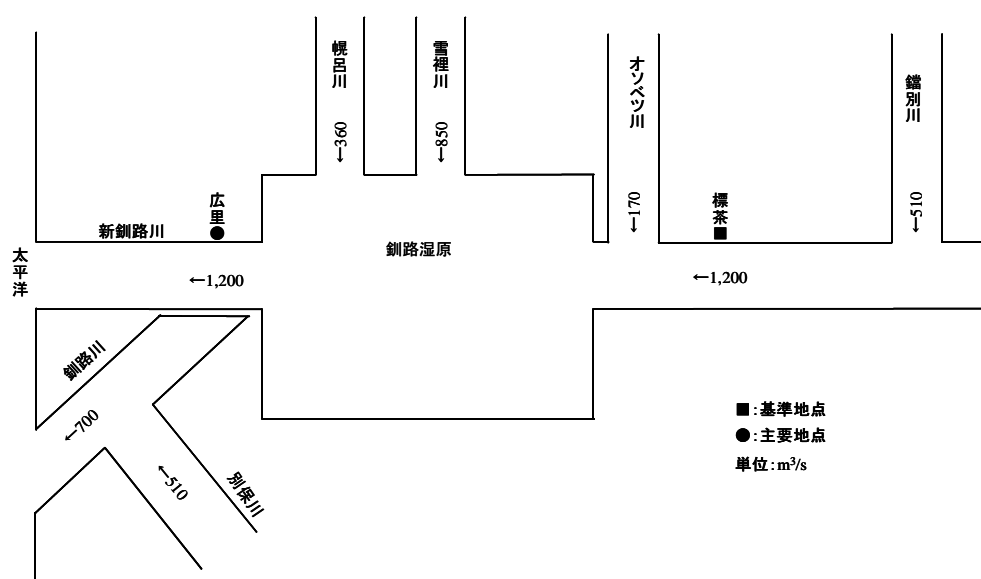 幌呂川
←360
雪裡川
←850
オソベツ川
←170
標茶
鐺別川
←510
広里
新釧路川
太平洋
←1,200
釧路湿原
←1,200
釧路川
←700
←510
別保川
■:基準地点
●:主要地点
単位:m³/s